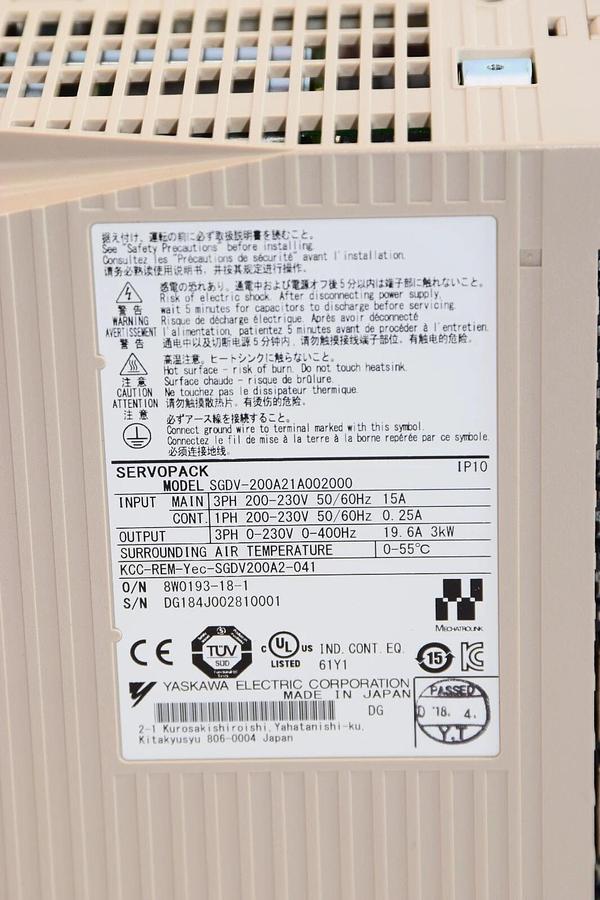 据え付け、運転の前に必ず取扱説明書を読むこと。
See "Safety Precautions" before installing.
Consultez les "Précautions de sécurité" avant l'installation.
请务必熟读使用说明书，并按其规定进行操作。
感電の恐れあり。通電中および電源オフ後5分以内は端子部に触れないこと。
Risk of electric shock. After disconnecting power supply,
警告 wait 5 minutes for capacitors to discharge before servicing.
WARNING Risque de décharge électrique. Après avoir déconnecté
AVERTISSEMENT l'alimentation, patientez 5 minutes avant de procéder à l'entretien.
警告 通电中以及切断电源5分钟内，请勿触摸接线端子部位，有触电的危险。
高温注意。ヒートシンクに触らないこと。
Hot surface - risk of burn. Do not touch heatsink.
注意 Surface chaude - risque de brûlure.
CAUTION Ne touchez pas le dissipateur thermique.
ATTENTION 请勿触摸散热片。有烫伤的危险。
注意 必ずアース線を接続すること。
Connect ground wire to terminal marked with this symbol.
Connectez le fil de mise à la terre à la borne repérée par ce symbole.
必须连接地线。
SERVOPACK IP10
MODEL SGDV-200A21A002000
INPUT MAIN 3PH 200-230V 50/60Hz 15A
CONT. 1PH 200-230V 50/60Hz 0.25A
OUTPUT 3PH 0-230V 0-400Hz 19.6A 3kW
SURROUNDING AIR TEMPERATURE 0-55℃
KCC-REM-Yec-SGDV200A2-041
O/N 8W0193-18-1
S/N DG184J002810001
MECHATROLINK
CE TÜV SÜD c UL US LISTED IND. CONT. EQ. 61Y1 15
YASKAWA ELECTRIC CORPORATION
MADE IN JAPAN
DG
2-1 Kurosakishiroishi, Yahatanishi-ku,
Kitakyusyu 806-0004 Japan
PASSED
D '18. 4.
Y.T